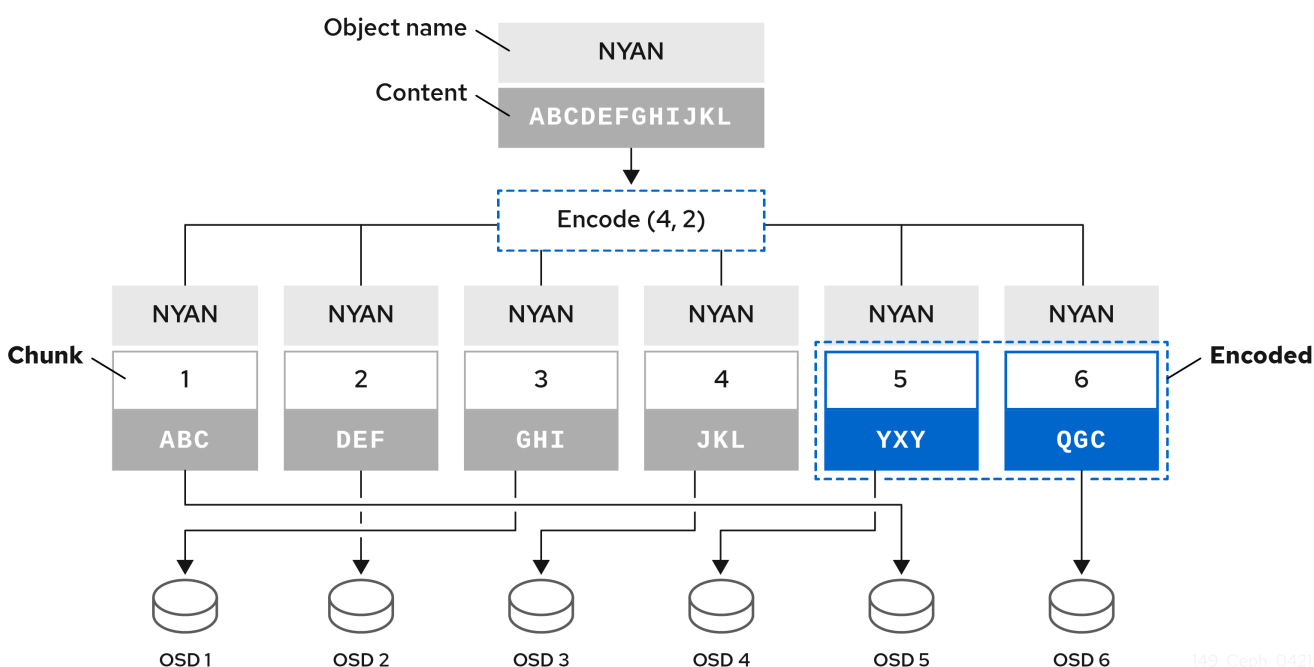 Object name
NYAN
Content
ABCDEFGHIJKL
Encode (4, 2)
NYAN NYAN NYAN NYAN NYAN NYAN
Chunk
1 2 3 4 5 6
Encoded
ABC DEF GHI JKL YXY QGC
OSD 1 OSD 2 OSD 3 OSD 4 OSD 5 OSD 6
149_Ceph_0421